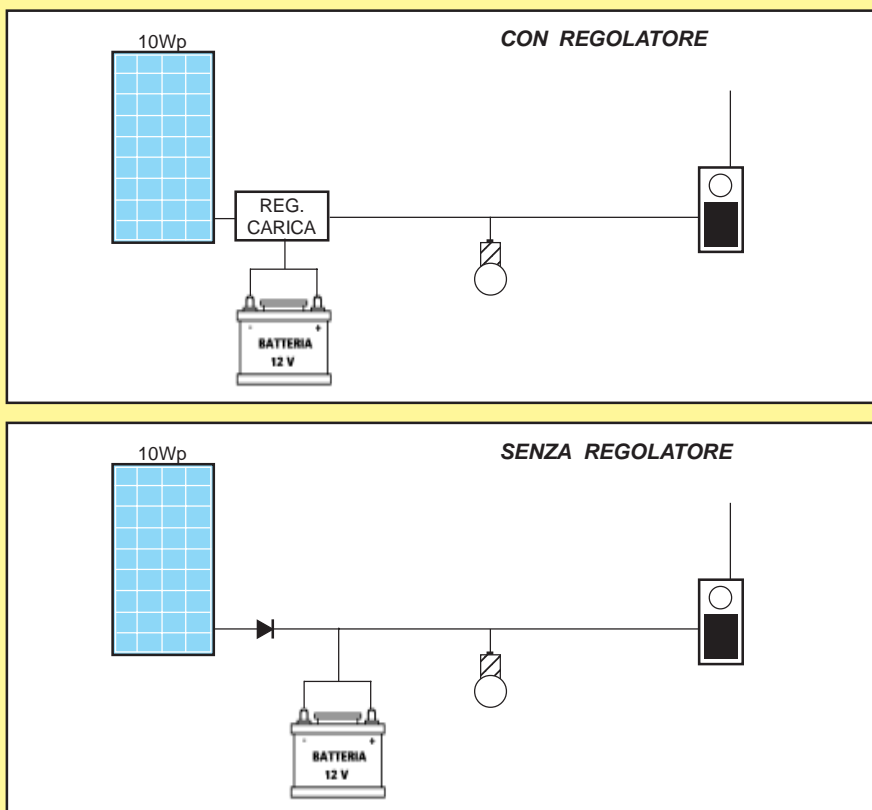 10Wp
CON REGOLATORE
REG.
CARICA
- +
BATTERIA
12 V
10Wp
SENZA REGOLATORE
- +
BATTERIA
12 V